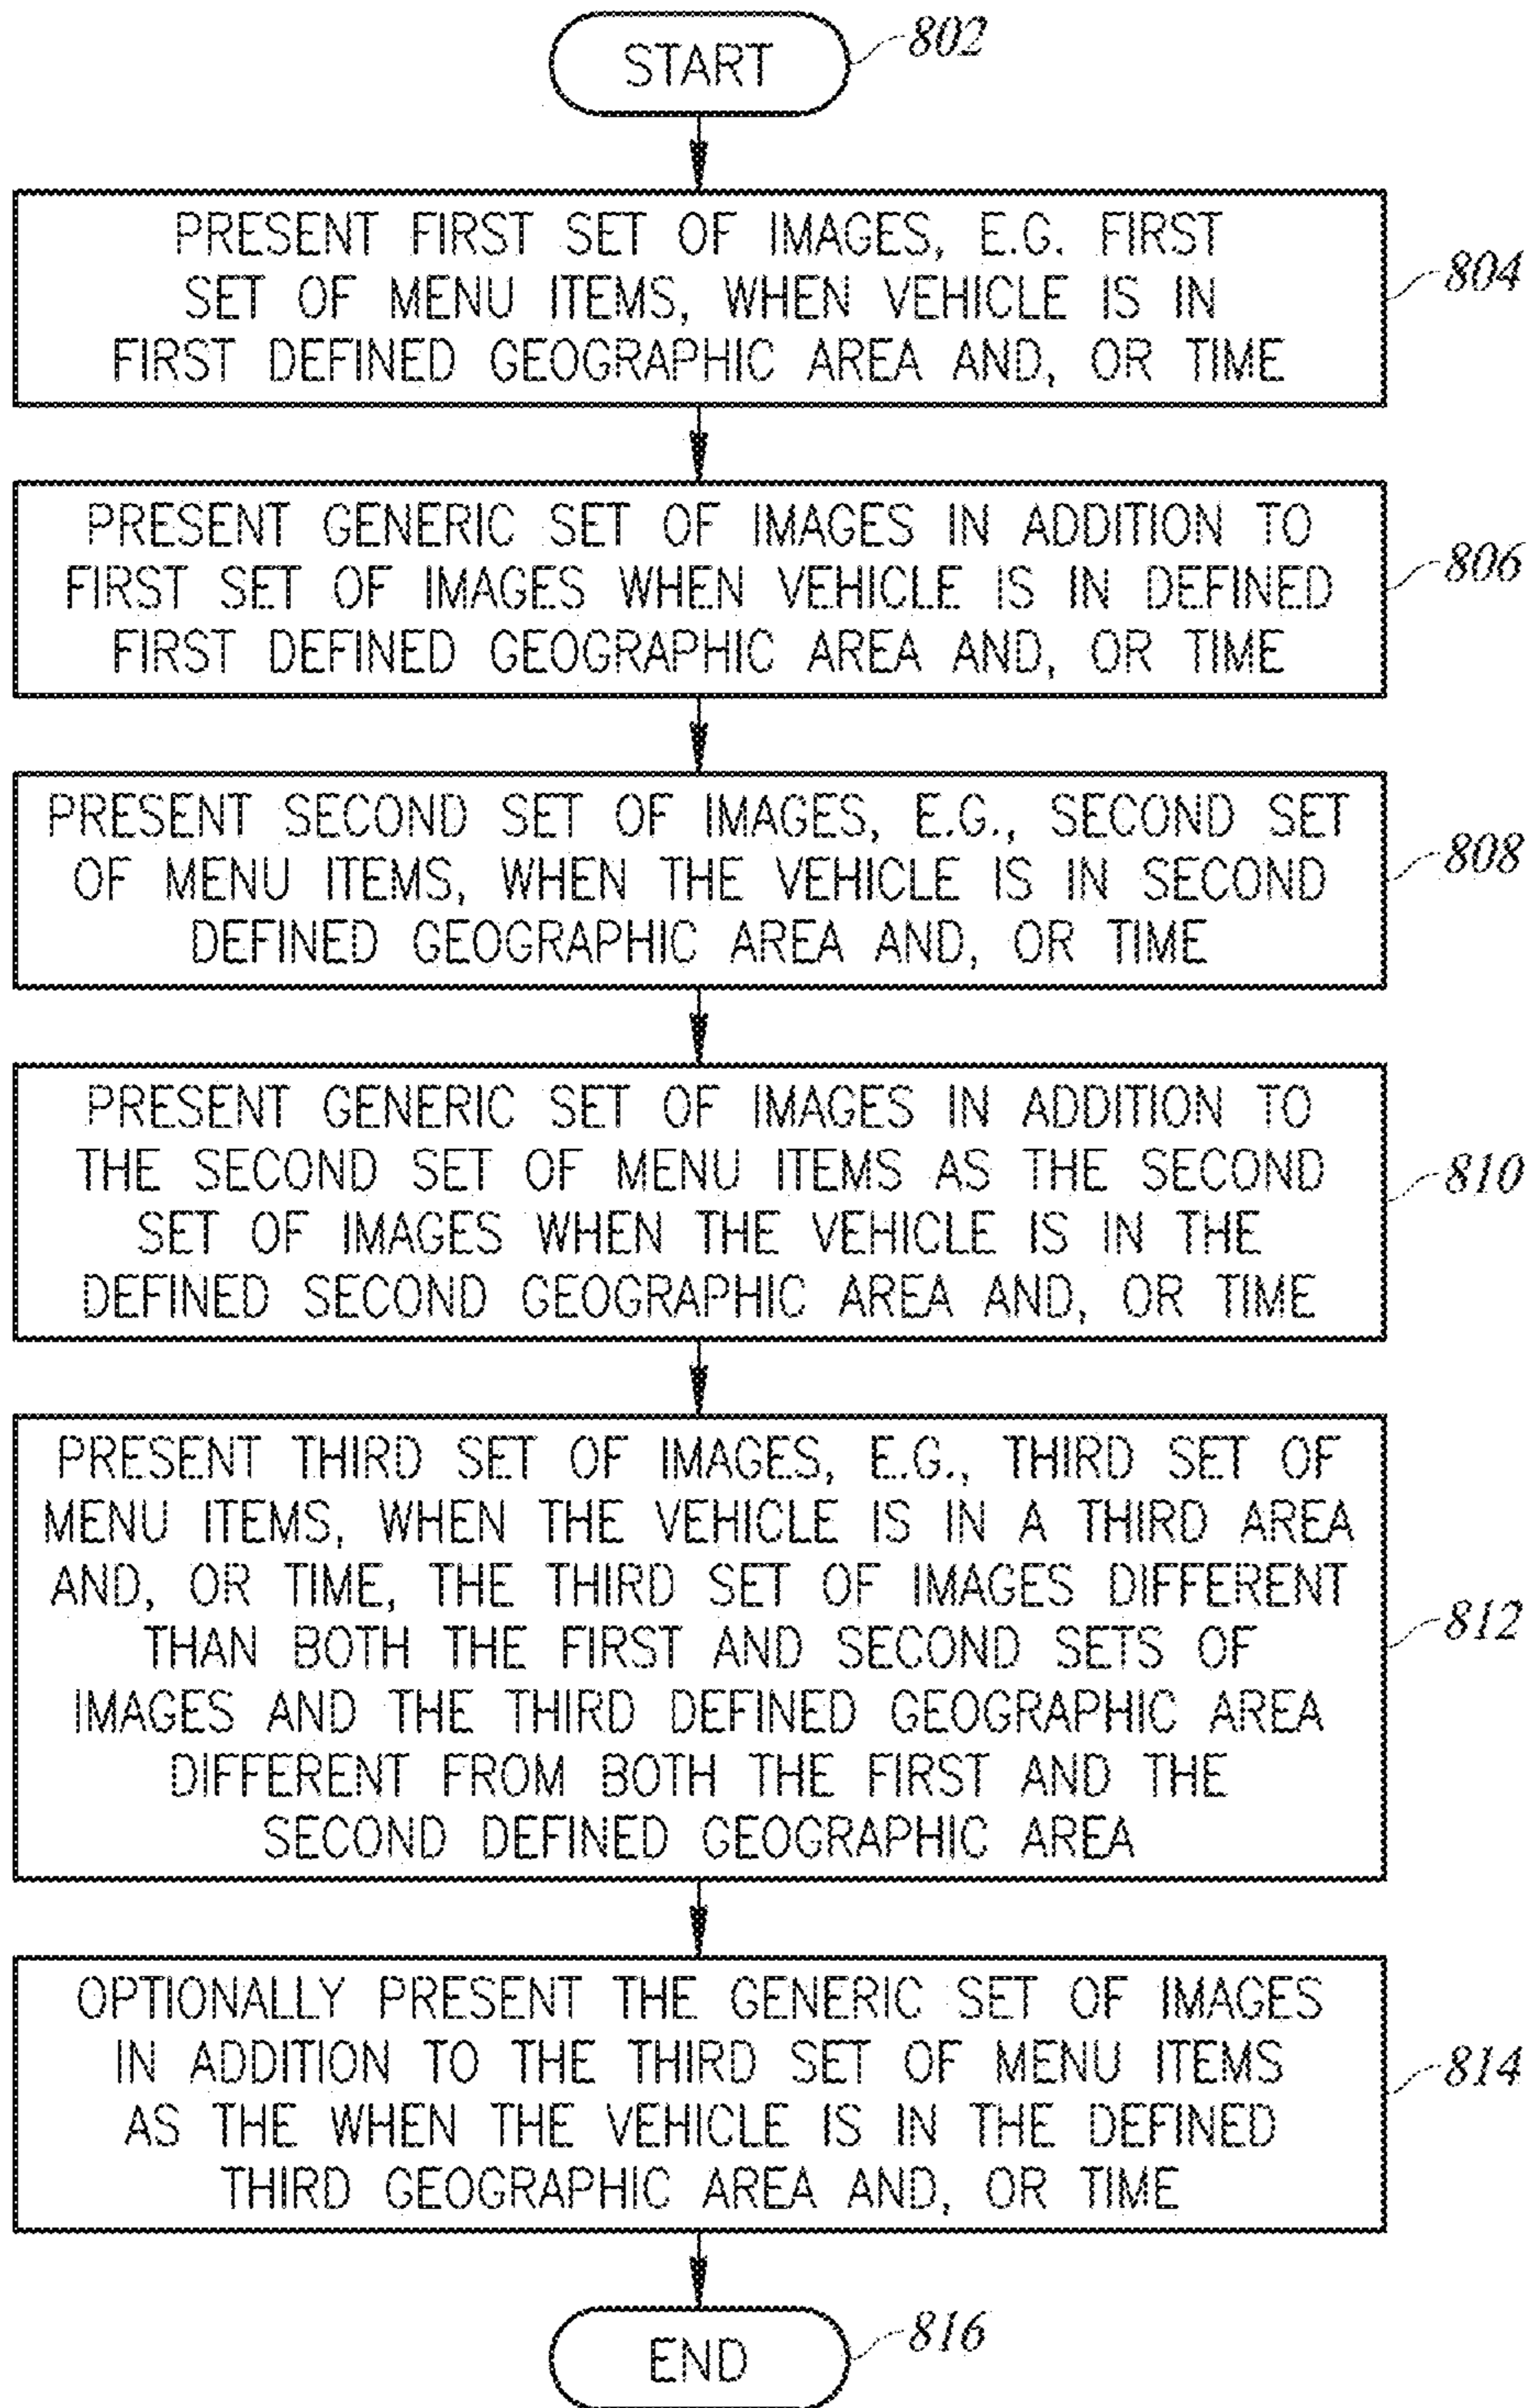 START
802
PRESENT FIRST SET OF IMAGES, E.G. FIRST
SET OF MENU ITEMS, WHEN VEHICLE IS IN
FIRST DEFINED GEOGRAPHIC AREA AND, OR TIME
804
PRESENT GENERIC SET OF IMAGES IN ADDITION TO
FIRST SET OF IMAGES WHEN VEHICLE IS IN DEFINED
FIRST DEFINED GEOGRAPHIC AREA AND, OR TIME
806
PRESENT SECOND SET OF IMAGES, E.G., SECOND SET
OF MENU ITEMS, WHEN THE VEHICLE IS IN SECOND
DEFINED GEOGRAPHIC AREA AND, OR TIME
808
PRESENT GENERIC SET OF IMAGES IN ADDITION TO
THE SECOND SET OF MENU ITEMS AS THE SECOND
SET OF IMAGES WHEN THE VEHICLE IS IN THE
DEFINED SECOND GEOGRAPHIC AREA AND, OR TIME
810
PRESENT THIRD SET OF IMAGES, E.G., THIRD SET OF
MENU ITEMS, WHEN THE VEHICLE IS IN A THIRD AREA
AND, OR TIME, THE THIRD SET OF IMAGES DIFFERENT
THAN BOTH THE FIRST AND SECOND SETS OF
IMAGES AND THE THIRD DEFINED GEOGRAPHIC AREA
DIFFERENT FROM BOTH THE FIRST AND THE
SECOND DEFINED GEOGRAPHIC AREA
812
OPTIONALLY PRESENT THE GENERIC SET OF IMAGES
IN ADDITION TO THE THIRD SET OF MENU ITEMS
AS THE WHEN THE VEHICLE IS IN THE DEFINED
THIRD GEOGRAPHIC AREA AND, OR TIME
814
END
816